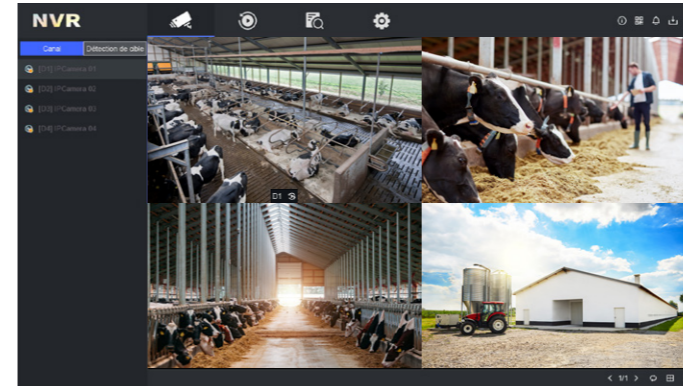 NVR
Canal
Détection de cible
[D1] IPCamera 01
[D2] IPCamera 02
[D3] IPCamera 03
[D4] IPCamera 04
D1
1/1